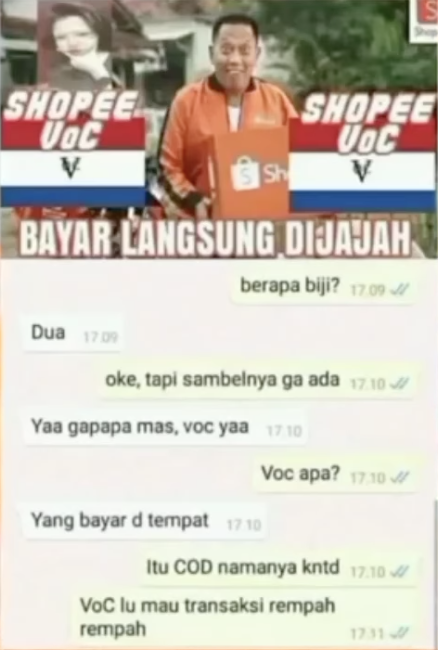 Shop
SHOPEE
VoC
SHOPEE
VoC
Sh
BAYAR LANGSUNG DIJAJAH
berapa biji? 17.09
Dua 17.09
oke, tapi sambelnya ga ada 17.10
Yaa gapapa mas, voc yaa 17.10
Voc apa? 17.10
Yang bayar d tempat 17.10
Itu COD namanya kntd 17.10
VoC lu mau transaksi rempah
rempah 17.11